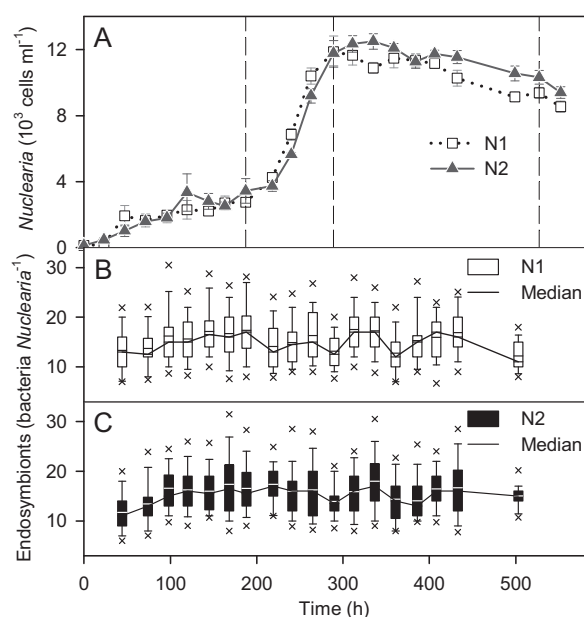 A
12
8
4
0
Nuclearia (10³ cells ml⁻¹)
N1
N2
B
30
20
10
N1
Median
C
30
20
10
N2
Median
Endosymbionts (bacteria Nuclearia⁻¹)
0 100 200 300 400 500
Time (h)